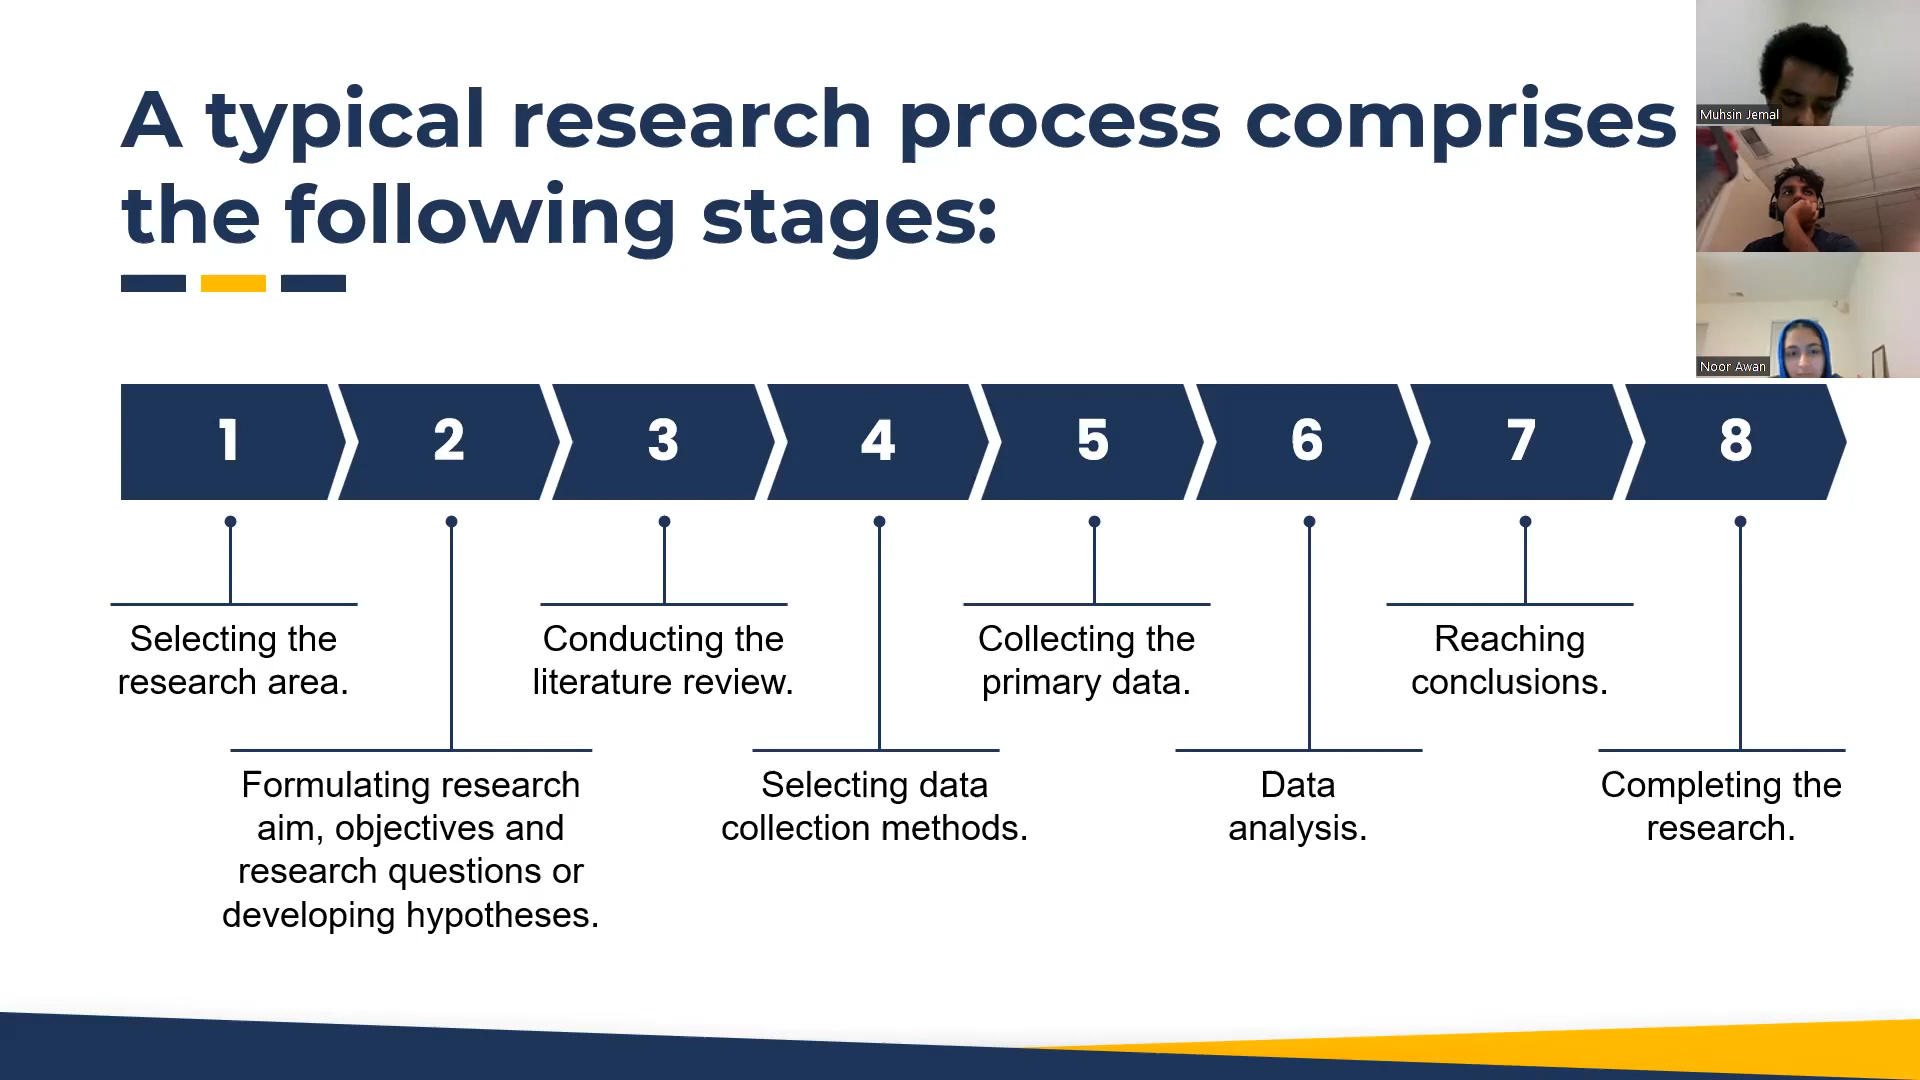 A typical research process comprises
the following stages:
Muhsin Jemal
Noor Awan
1
2
3
4
5
6
7
8
Selecting the
research area.
Formulating research
aim, objectives and
research questions or
developing hypotheses.
Conducting the
literature review.
Selecting data
collection methods.
Collecting the
primary data.
Data
analysis.
Reaching
conclusions.
Completing the
research.